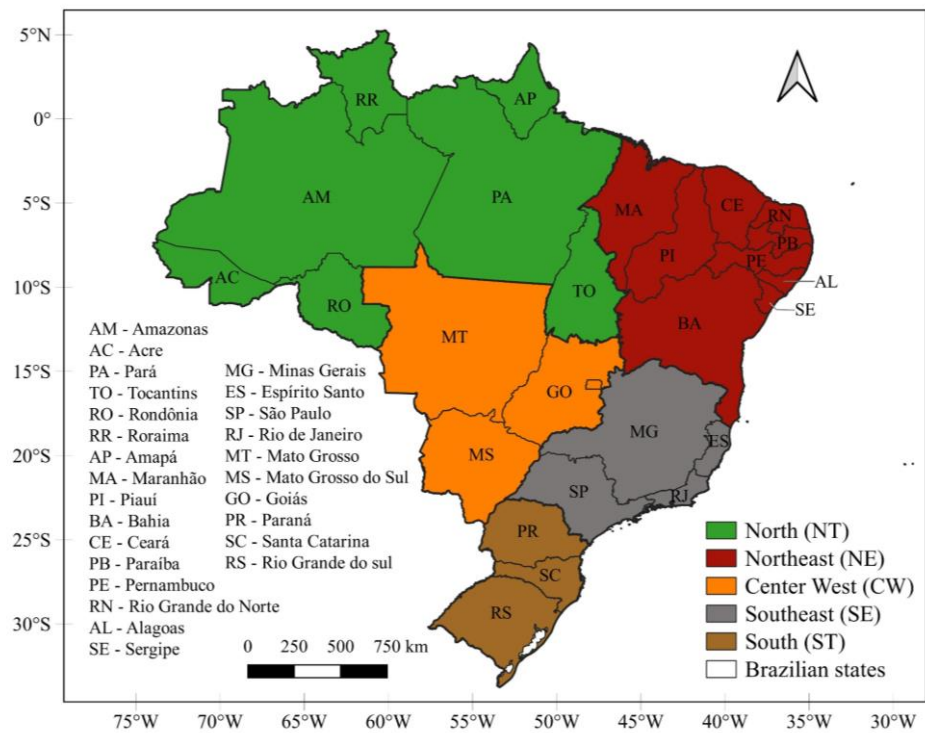 5°N
0°
5°S
10°S
15°S
20°S
25°S
30°S
75°W 70°W 65°W 60°W 55°W 50°W 45°W 40°W 35°W 30°W
RR
AP
AM
PA
MA
CE
RN
PI
PB
PE
AC
TO
AL
RO
SE
BA
MT
GO
MG
ES
MS
SP
RJ
PR
SC
RS
AM - Amazonas
AC - Acre
PA - Pará
TO - Tocantins
RO - Rondônia
RR - Roraima
AP - Amapá
MA - Maranhão
PI - Piauí
BA - Bahia
CE - Ceará
PB - Paraíba
PE - Pernambuco
RN - Rio Grande do Norte
AL - Alagoas
SE - Sergipe
MG - Minas Gerais
ES - Espírito Santo
SP - São Paulo
RJ - Rio de Janeiro
MT - Mato Grosso
MS - Mato Grosso do Sul
GO - Goiás
PR - Paraná
SC - Santa Catarina
RS - Rio Grande do sul
0 250 500 750 km
North (NT)
Northeast (NE)
Center West (CW)
Southeast (SE)
South (ST)
Brazilian states